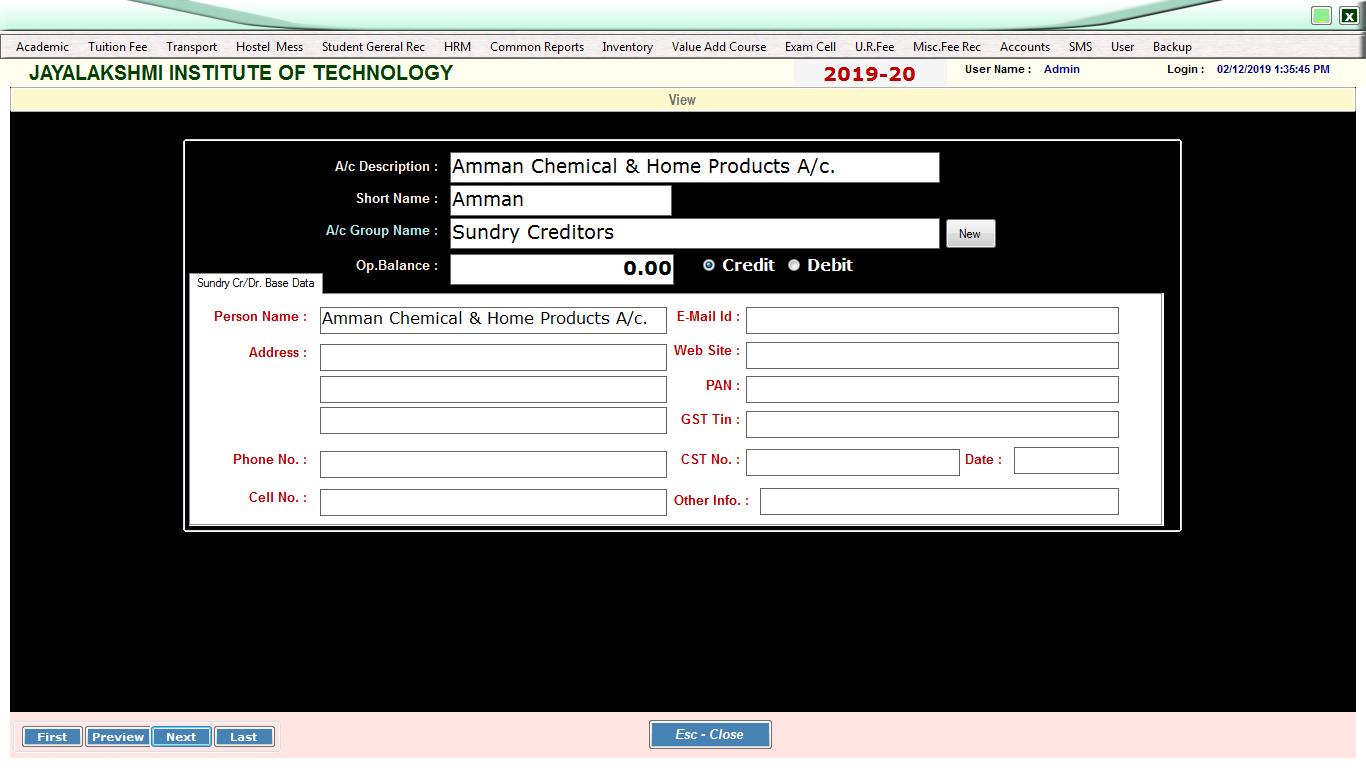 X
Academic Tuition Fee Transport Hostel Mess Student Gereral Rec HRM Common Reports Inventory Value Add Course Exam Cell U.R.Fee Misc.Fee Rec Accounts SMS User Backup
JAYALAKSHMI INSTITUTE OF TECHNOLOGY 2019-20 User Name : Admin Login : 02/12/2019 1:35:45 PM
View
A/c Description : Amman Chemical & Home Products A/c.
Short Name : Amman
A/c Group Name : Sundry Creditors New
Op.Balance : 0.00 Credit Debit
Sundry Cr/Dr. Base Data
Person Name : Amman Chemical & Home Products A/c. E-Mail Id :
Address : Web Site :
PAN :
GST Tin :
Phone No. : CST No. : Date :
Cell No. : Other Info. :
First Preview Next Last Esc - Close